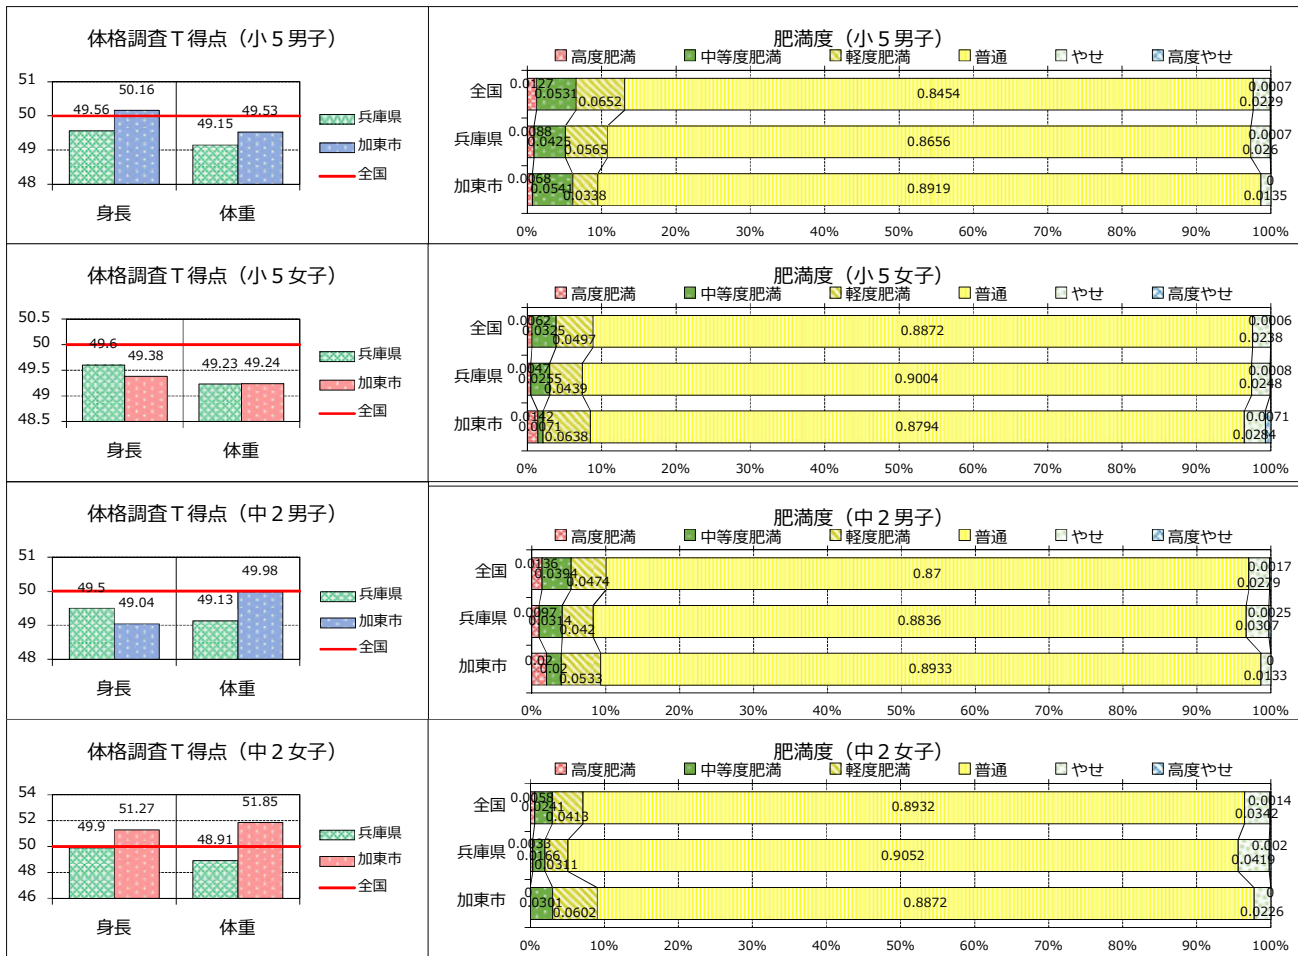 体格調査Ｔ得点（小５男子）
51
50
49
48
49.56
50.16
49.15
49.53
身長
体重
兵庫県
加東市
全国
肥満度（小５男子）
高度肥満 中等度肥満 軽度肥満 普通 やせ 高度やせ
全国
0.0127
0.0531
0.0652
0.8454
0.0007
0.0229
兵庫県
0.0088
0.0425
0.0565
0.8656
0.0007
0.026
加東市
0.0068
0.0541
0.0338
0.8919
0
0.0135
0% 10% 20% 30% 40% 50% 60% 70% 80% 90% 100%
体格調査Ｔ得点（小５女子）
50.5
50
49.5
49
48.5
49.6
49.38
49.23
49.24
身長
体重
兵庫県
加東市
全国
肥満度（小５女子）
高度肥満 中等度肥満 軽度肥満 普通 やせ 高度やせ
全国
0.0062
0.0325
0.0497
0.8872
0.0006
0.0238
兵庫県
0.0047
0.0255
0.0439
0.9004
0.0008
0.0248
加東市
0.0142
0.0071
0.0638
0.8794
0.0071
0.0284
0% 10% 20% 30% 40% 50% 60% 70% 80% 90% 100%
体格調査Ｔ得点（中２男子）
51
50
49
48
49.5
49.04
49.13
49.98
身長
体重
兵庫県
加東市
全国
肥満度（中２男子）
高度肥満 中等度肥満 軽度肥満 普通 やせ 高度やせ
全国
0.0136
0.0394
0.0474
0.87
0.0017
0.0279
兵庫県
0.0097
0.0314
0.042
0.8836
0.0025
0.0307
加東市
0.02
0.02
0.0533
0.8933
0
0.0133
0% 10% 20% 30% 40% 50% 60% 70% 80% 90% 100%
体格調査Ｔ得点（中２女子）
54
52
50
48
46
49.9
51.27
48.91
51.85
身長
体重
兵庫県
加東市
全国
肥満度（中２女子）
高度肥満 中等度肥満 軽度肥満 普通 やせ 高度やせ
全国
0.0058
0.0241
0.0413
0.8932
0.0014
0.0342
兵庫県
0.0033
0.0166
0.0311
0.9052
0.002
0.0419
加東市
0
0.0301
0.0602
0.8872
0
0.0226
0% 10% 20% 30% 40% 50% 60% 70% 80% 90% 100%